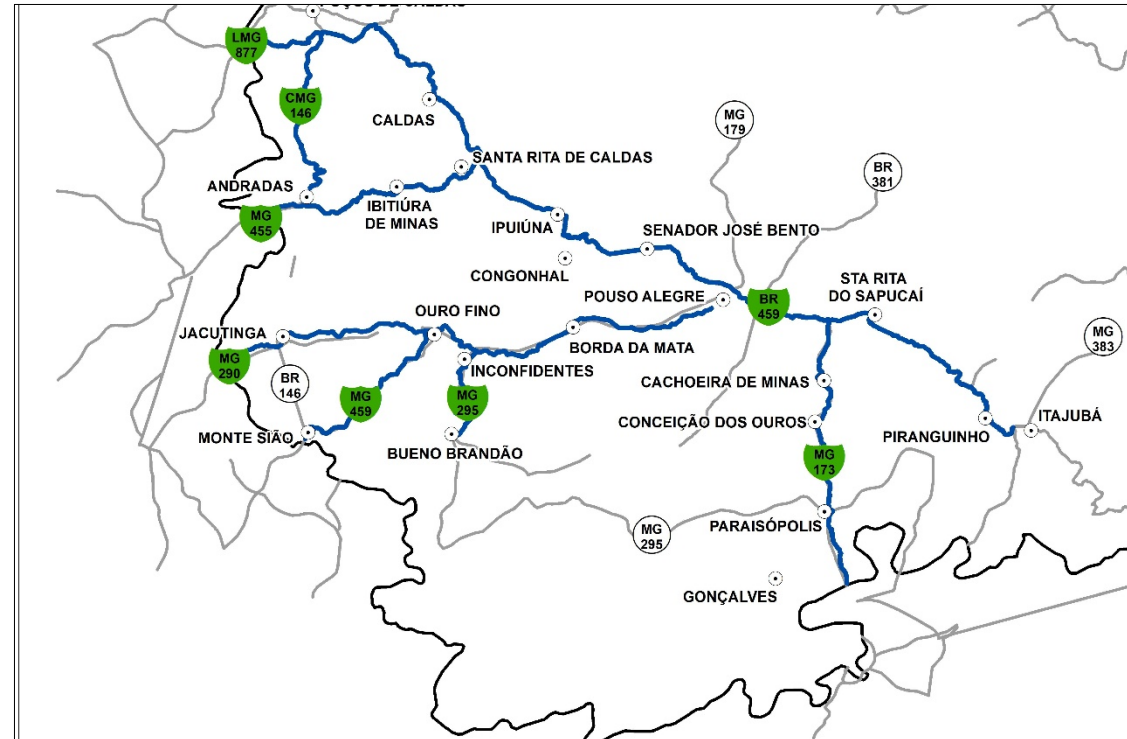 POÇOS DE CALDAS
LMG
877
CMG
146
CALDAS
MG
179
SANTA RITA DE CALDAS
BR
381
ANDRADAS
IBITIÚRA
DE MINAS
MG
455
IPUIÚNA
SENADOR JOSÉ BENTO
CONGONHAL
STA RITA
DO SAPUCAÍ
POUSO ALEGRE
BR
459
OURO FINO
JACUTINGA
MG
383
BORDA DA MATA
MG
290
INCONFIDENTES
BR
146
CACHOEIRA DE MINAS
MG
459
MG
295
ITAJUBÁ
CONCEIÇÃO DOS OUROS
PIRANGUINHO
MONTE SIÃO
BUENO BRANDÃO
MG
173
PARAISÓPOLIS
MG
295
GONÇALVES